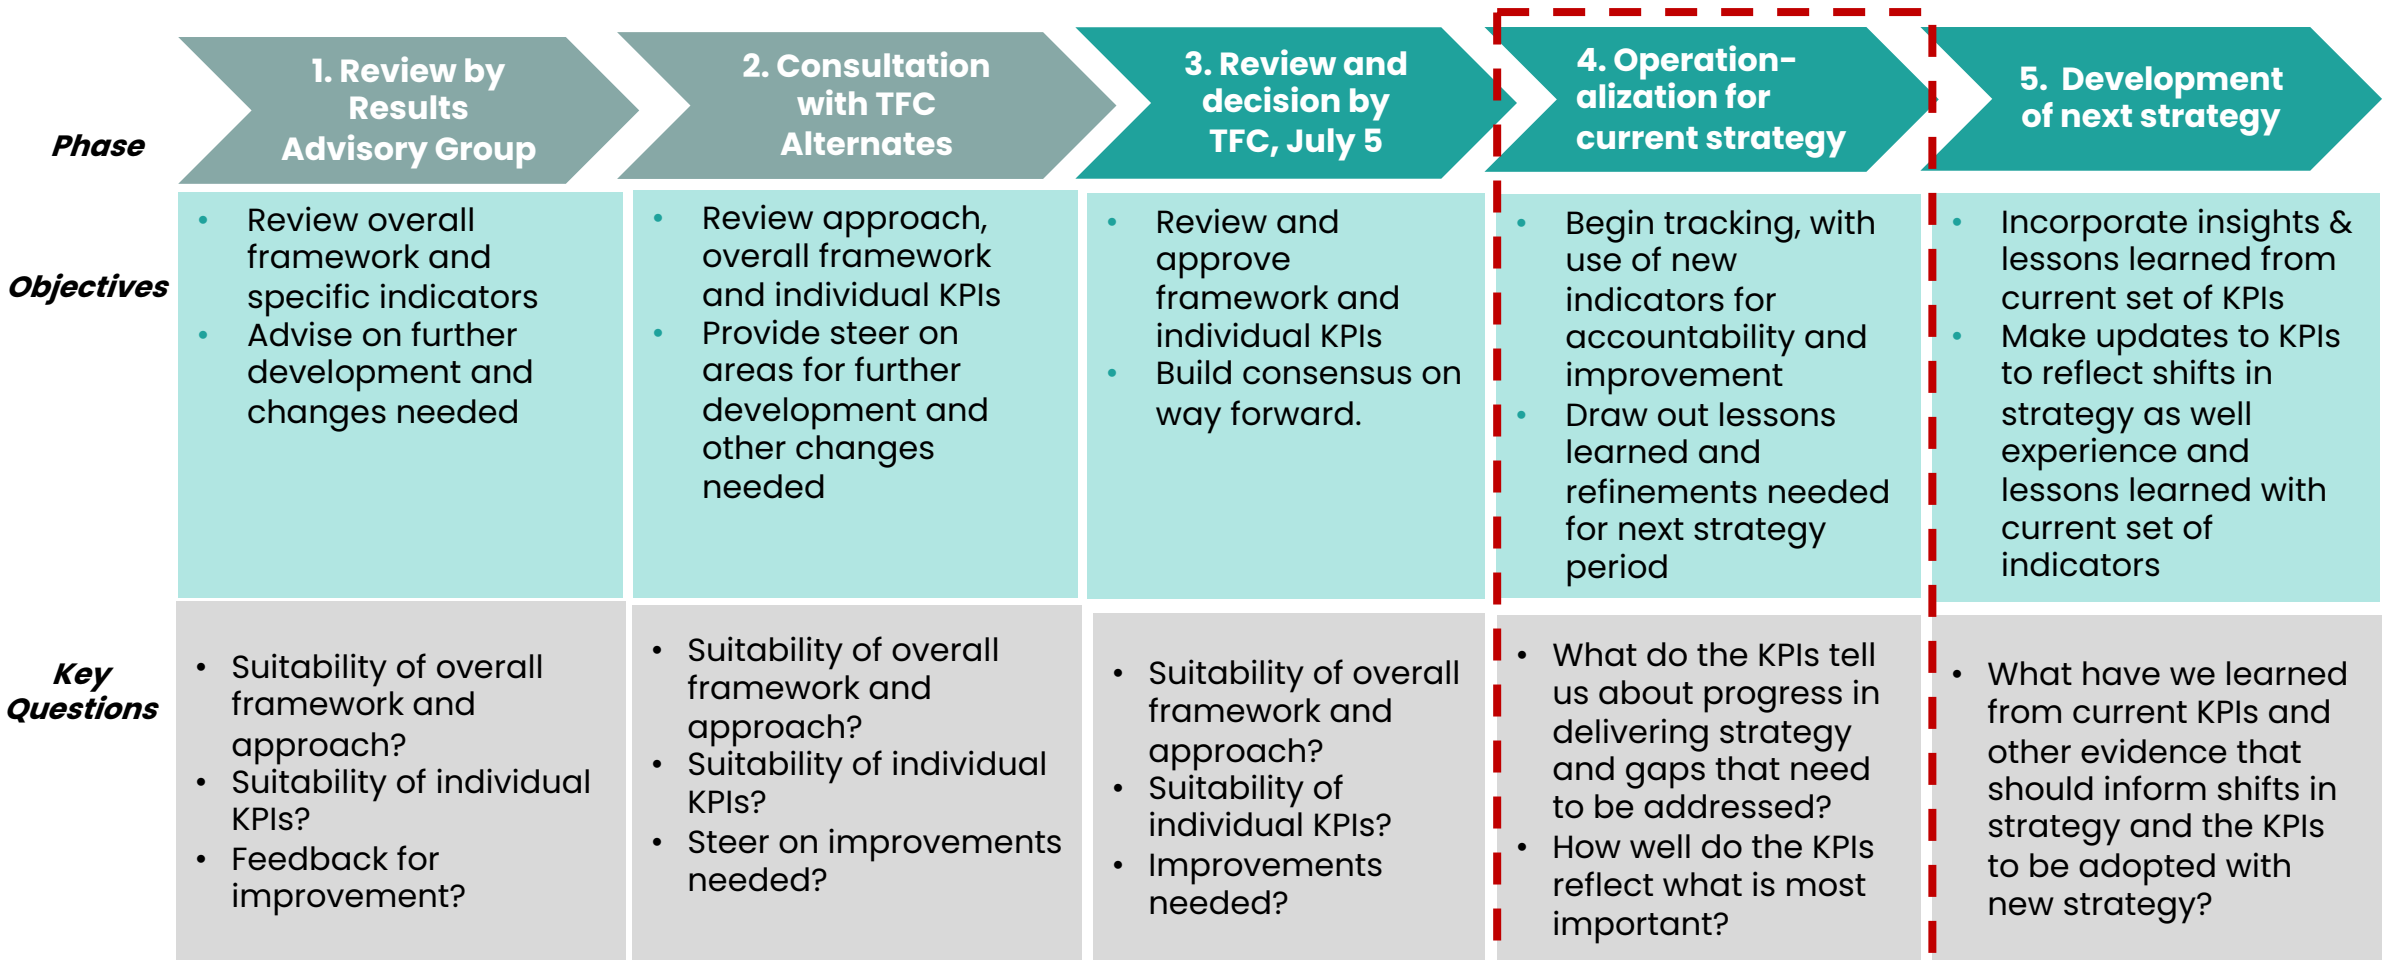 Phase
1. Review by
Results
Advisory Group
2. Consultation
with TFC
Alternates
3. Review and
decision by
TFC, July 5
4. Operation-
alization for
current strategy
5. Development
of next strategy
Objectives
• Review overall
framework and
specific indicators
• Advise on further
development and
changes needed
• Review approach,
overall framework
and individual KPIs
• Provide steer on
areas for further
development and
other changes
needed
• Review and
approve
framework and
individual KPIs
• Build consensus on
way forward.
• Begin tracking, with
use of new
indicators for
accountability and
improvement
• Draw out lessons
learned and
refinements needed
for next strategy
period
• Incorporate insights &
lessons learned from
current set of KPIs
• Make updates to KPIs
to reflect shifts in
strategy as well
experience and
lessons learned with
current set of
indicators
Key
Questions
• Suitability of overall
framework and
approach?
• Suitability of individual
KPIs?
• Feedback for
improvement?
• Suitability of overall
framework and
approach?
• Suitability of individual
KPIs?
• Steer on improvements
needed?
• Suitability of overall
framework and
approach?
• Suitability of
individual KPIs?
• Improvements
needed?
• What do the KPIs tell
us about progress in
delivering strategy
and gaps that need
to be addressed?
• How well do the KPIs
reflect what is most
important?
• What have we learned
from current KPIs and
other evidence that
should inform shifts in
strategy and the KPIs
to be adopted with
new strategy?